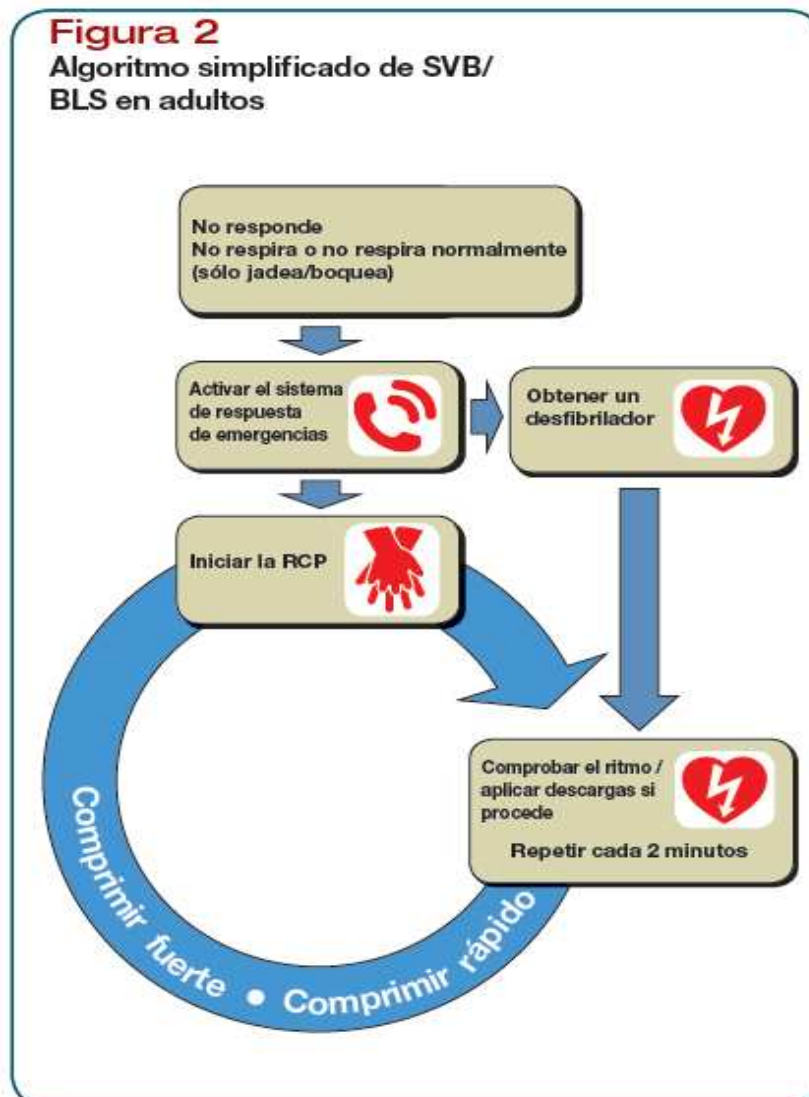 Figura 2
Algoritmo simplificado de SVB/
BLS en adultos
No responde
No respira o no respira normalmente
(sólo jadea/boquea)
Activar el sistema
de respuesta
de emergencias
Obtener un
desfibrilador
Iniciar la RCP
Comprobar el ritmo /
aplicar descargas si
procede
Repetir cada 2 minutos
Comprimir fuerte • Comprimir rápido